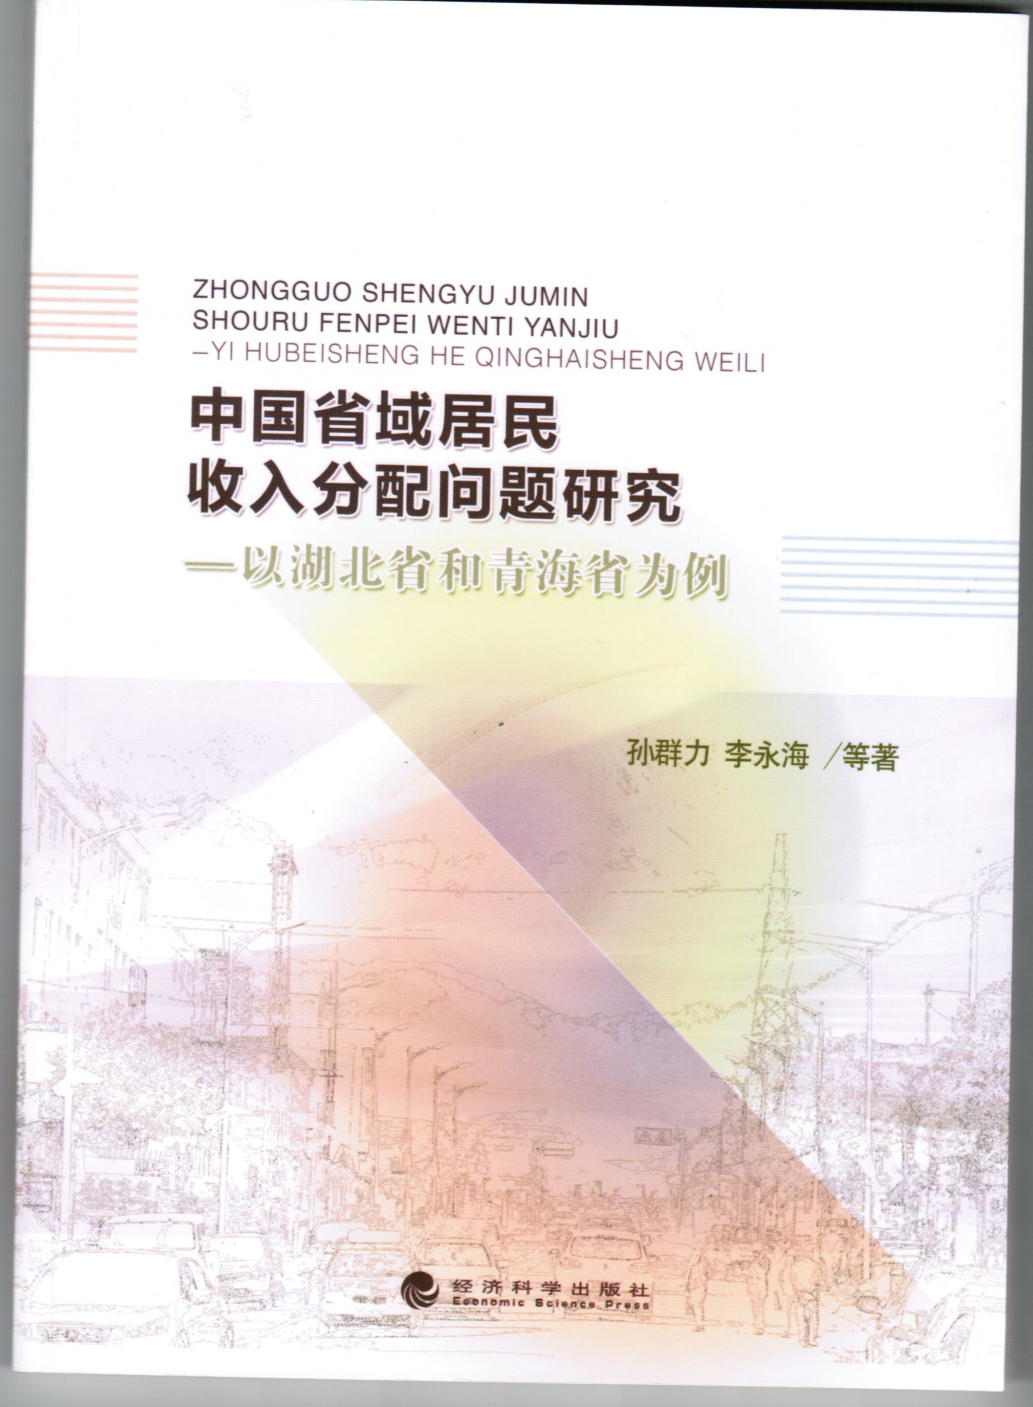 ZHONGGUO SHENGYU JUMIN
SHOURU FENPEI WENTI YANJIU
—YI HUBEISHENG HE QINGHAISHENG WEILI
中国省域居民
收入分配问题研究
—以湖北省和青海省为例
孙群力 李永海 /等著
经济科学出版社
Economic Science Press